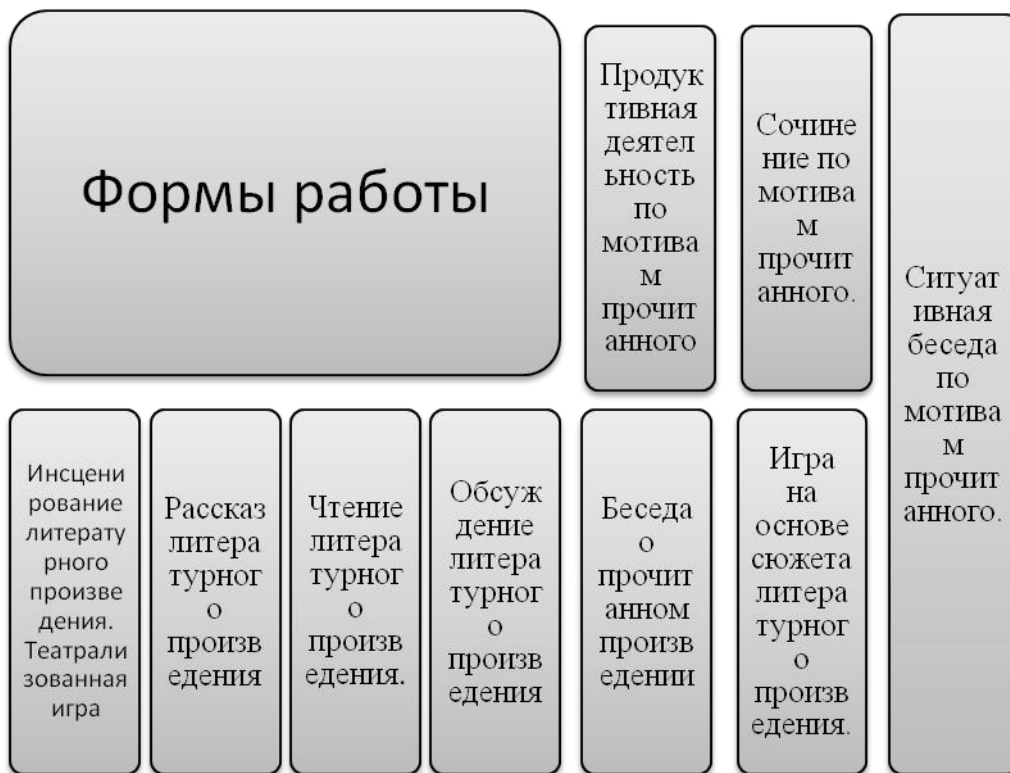 Формы работы
Продук
тивная
деятел
ьность
по
мотива
м
прочит
анного
Сочине
ние по
мотива
м
прочит
анного.
Ситуат
ивная
беседа
по
мотива
м
прочит
анного.
Инсцени
рование
литерату
рного
произве
дения.
Театрали
зованная
игра
Рассказ
литера
турног
о
произв
едения
Чтение
литера
турног
о
произв
едения.
Обсуж
дение
литера
турног
о
произв
едения
Беседа
о
прочит
анном
произв
едении
Игра
на
основе
сюжета
литера
турног
о
произв
едения.